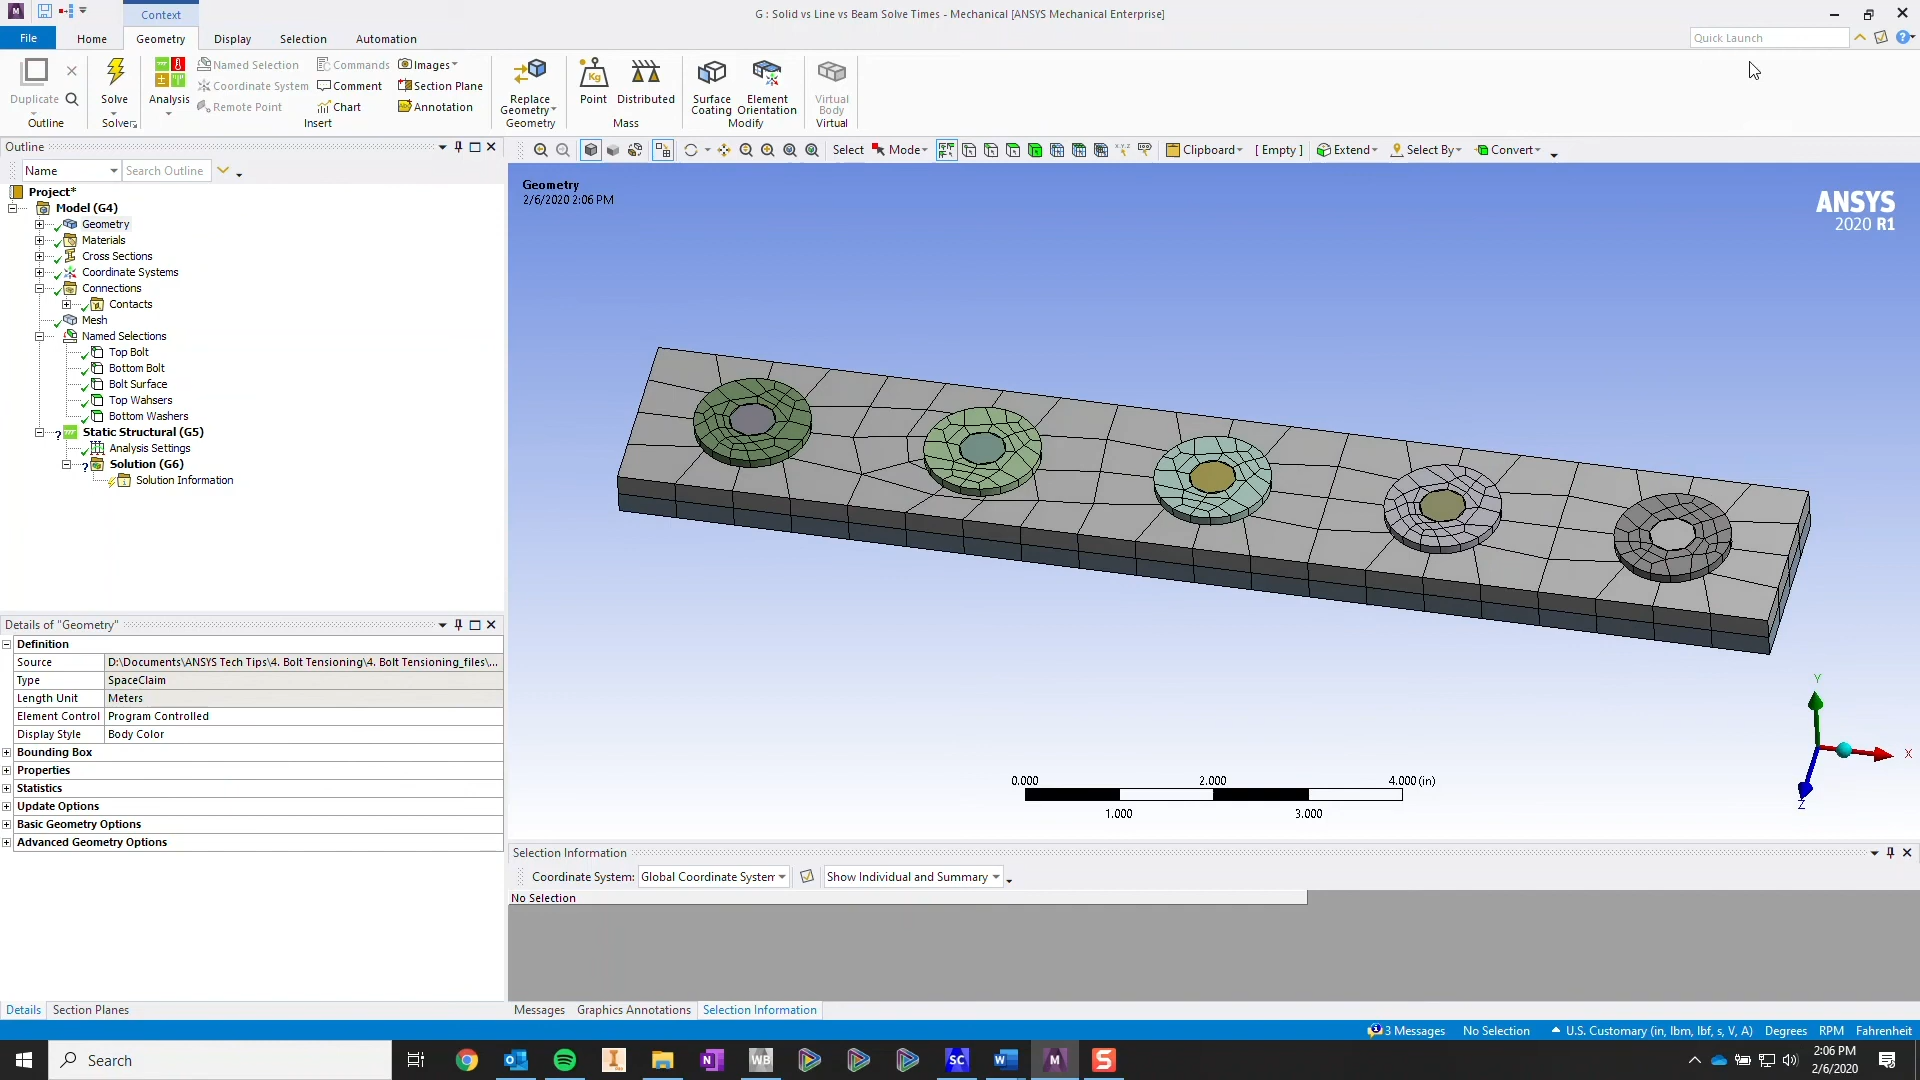 Context
G : Solid vs Line vs Beam Solve Times - Mechanical [ANSYS Mechanical Enterprise]
File Home Geometry Display Selection Automation
Quick Launch
Duplicate
Outline
Solve
Solver
Analysis
Named Selection
Coordinate System
Remote Point
Commands
Comment
Chart
Images
Section Plane
Annotation
Insert
Replace
Geometry
Geometry
Point
Distributed
Mass
Surface
Coating
Element
Orientation
Modify
Virtual
Body
Virtual
Outline
Name
Search Outline
Project*
Model (G4)
Geometry
Materials
Cross Sections
Coordinate Systems
Connections
Contacts
Mesh
Named Selections
Top Bolt
Bottom Bolt
Bolt Surface
Top Wahsers
Bottom Washers
Static Structural (G5)
Analysis Settings
Solution (G6)
Solution Information
Select Mode Clipboard [ Empty ] Extend Select By Convert
Geometry
2/6/2020 2:06 PM
ANSYS
2020 R1
Y
X
Z
0.000 2.000 4.000 (in)
1.000 3.000
Details of "Geometry"
Definition
Source D:\Documents\ANSYS Tech Tips\4. Bolt Tensioning\4. Bolt Tensioning_files\...
Type SpaceClaim
Length Unit Meters
Element Control Program Controlled
Display Style Body Color
Bounding Box
Properties
Statistics
Update Options
Basic Geometry Options
Advanced Geometry Options
Selection Information
Coordinate System: Global Coordinate System Show Individual and Summary
No Selection
Details Section Planes
Messages Graphics Annotations Selection Information
3 Messages No Selection U.S. Customary (in, lbm, lbf, s, V, A) Degrees RPM Fahrenheit
Search
2:06 PM
2/6/2020